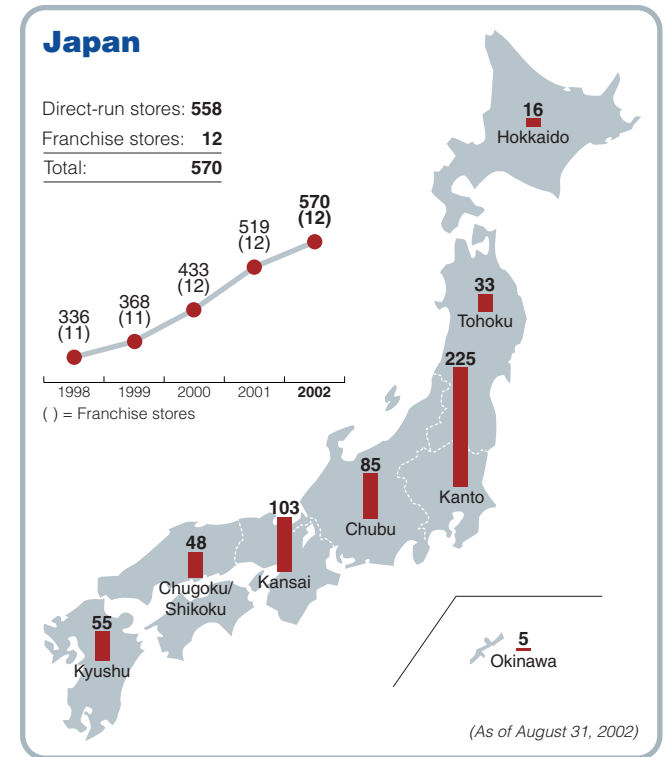 Japan
Direct-run stores: 558
Franchise stores: 12
Total: 570
336
(11)
368
(11)
433
(12)
519
(12)
570
(12)
1998 1999 2000 2001 2002
( ) = Franchise stores
16
Hokkaido
33
Tohoku
225
Kanto
85
Chubu
103
Kansai
48
Chugoku/
Shikoku
55
Kyushu
5
Okinawa
(As of August 31, 2002)